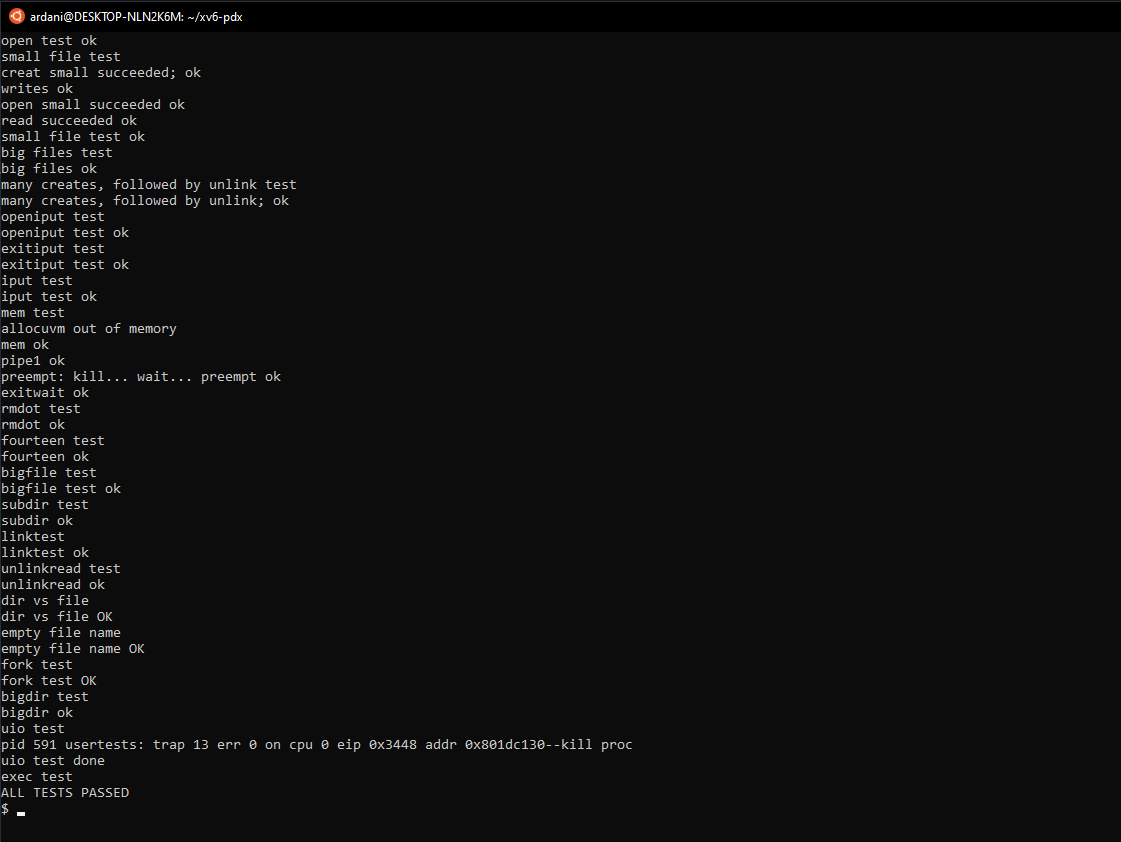 ardani@DESKTOP-NLN2K6M: ~/xv6-pdx
open test ok
small file test
creat small succeeded; ok
writes ok
open small succeeded ok
read succeeded ok
small file test ok
big files test
big files ok
many creates, followed by unlink test
many creates, followed by unlink; ok
openiput test
openiput test ok
exitiput test
exitiput test ok
iput test
iput test ok
mem test
allocuvm out of memory
mem ok
pipe1 ok
preempt: kill... wait... preempt ok
exitwait ok
rmdot test
rmdot ok
fourteen test
fourteen ok
bigfile test
bigfile test ok
subdir test
subdir ok
linktest
linktest ok
unlinkread test
unlinkread ok
dir vs file
dir vs file OK
empty file name
empty file name OK
fork test
fork test OK
bigdir test
bigdir ok
uio test
pid 591 usertests: trap 13 err 0 on cpu 0 eip 0x3448 addr 0x801dc130--kill proc
uio test done
exec test
ALL TESTS PASSED
$